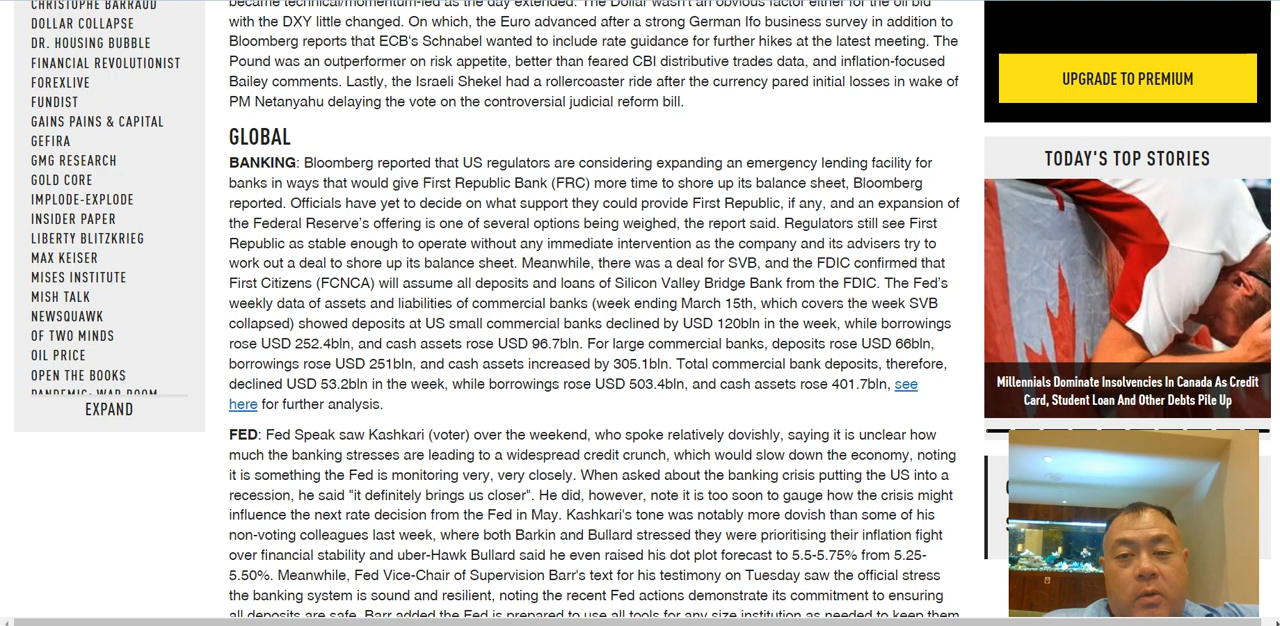 CHRISTOPHE BARRAUD
DOLLAR COLLAPSE
DR. HOUSING BUBBLE
FINANCIAL REVOLUTIONIST
FOREXLIVE
FUNDIST
GAINS PAINS & CAPITAL
GEFIRA
GMG RESEARCH
GOLD CORE
IMPLODE-EXPLODE
INSIDER PAPER
LIBERTY BLITZKRIEG
MAX KEISER
MISES INSTITUTE
MISH TALK
NEWSQUAWK
OF TWO MINDS
OIL PRICE
OPEN THE BOOKS
PANDEMIC: WAR ROOM
EXPAND
became technical/momentum-led as the day extended. The Dollar wasn't an obvious factor either for the oil bid
with the DXY little changed. On which, the Euro advanced after a strong German Ifo business survey in addition to
Bloomberg reports that ECB's Schnabel wanted to include rate guidance for further hikes at the latest meeting. The
Pound was an outperformer on risk appetite, better than feared CBI distributive trades data, and inflation-focused
Bailey comments. Lastly, the Israeli Shekel had a rollercoaster ride after the currency pared initial losses in wake of
PM Netanyahu delaying the vote on the controversial judicial reform bill.
GLOBAL
BANKING: Bloomberg reported that US regulators are considering expanding an emergency lending facility for
banks in ways that would give First Republic Bank (FRC) more time to shore up its balance sheet, Bloomberg
reported. Officials have yet to decide on what support they could provide First Republic, if any, and an expansion of
the Federal Reserve's offering is one of several options being weighed, the report said. Regulators still see First
Republic as stable enough to operate without any immediate intervention as the company and its advisers try to
work out a deal to shore up its balance sheet. Meanwhile, there was a deal for SVB, and the FDIC confirmed that
First Citizens (FCNCA) will assume all deposits and loans of Silicon Valley Bridge Bank from the FDIC. The Fed's
weekly data of assets and liabilities of commercial banks (week ending March 15th, which covers the week SVB
collapsed) showed deposits at US small commercial banks declined by USD 120bln in the week, while borrowings
rose USD 252.4bln, and cash assets rose USD 96.7bln. For large commercial banks, deposits rose USD 66bln,
borrowings rose USD 251bln, and cash assets increased by 305.1bln. Total commercial bank deposits, therefore,
declined USD 53.2bln in the week, while borrowings rose USD 503.4bln, and cash assets rose 401.7bln, see
here for further analysis.
FED: Fed Speak saw Kashkari (voter) over the weekend, who spoke relatively dovishly, saying it is unclear how
much the banking stresses are leading to a widespread credit crunch, which would slow down the economy, noting
it is something the Fed is monitoring very, very closely. When asked about the banking crisis putting the US into a
recession, he said "it definitely brings us closer". He did, however, note it is too soon to gauge how the crisis might
influence the next rate decision from the Fed in May. Kashkari's tone was notably more dovish than some of his
non-voting colleagues last week, where both Barkin and Bullard stressed they were prioritising their inflation fight
over financial stability and uber-Hawk Bullard said he even raised his dot plot forecast to 5.5-5.75% from 5.25-
5.50%. Meanwhile, Fed Vice-Chair of Supervision Barr's text for his testimony on Tuesday saw the official stress
the banking system is sound and resilient, noting the recent Fed actions demonstrate its commitment to ensuring
all deposits are safe. Barr added the Fed is prepared to use all tools for any size institution as needed to keep them
UPGRADE TO PREMIUM
TODAY'S TOP STORIES
Millennials Dominate Insolvencies In Canada As Credit
Card, Student Loan And Other Debts Pile Up